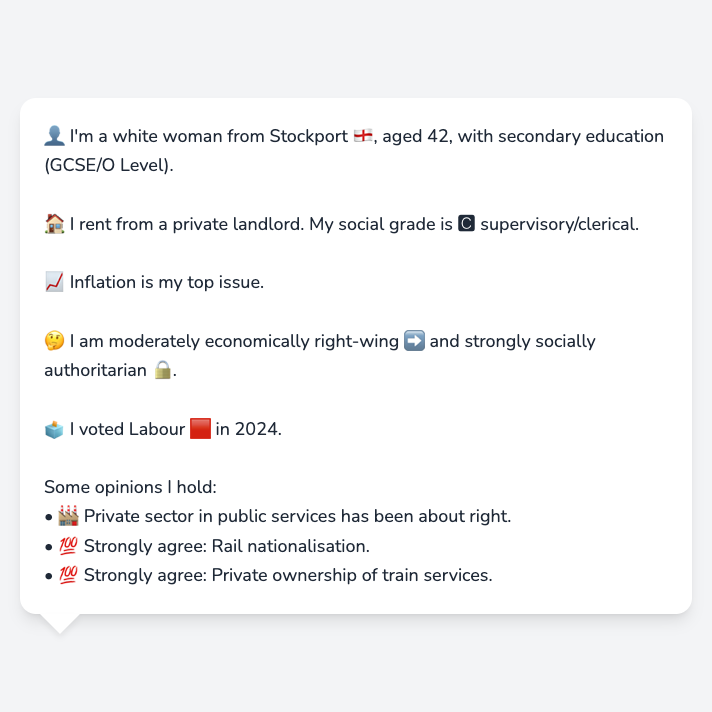 👤 I'm a white woman from Stockport 🏴󠁧󠁢󠁥󠁮󠁧󠁿, aged 42, with secondary education
(GCSE/O Level).
🏠 I rent from a private landlord. My social grade is 🅲 supervisory/clerical.
📈 Inflation is my top issue.
🤔 I am moderately economically right-wing ➡️ and strongly socially
authoritarian 🔒.
🗳️ I voted Labour 🟥 in 2024.
Some opinions I hold:
• 🏭 Private sector in public services has been about right.
• 💯 Strongly agree: Rail nationalisation.
• 💯 Strongly agree: Private ownership of train services.